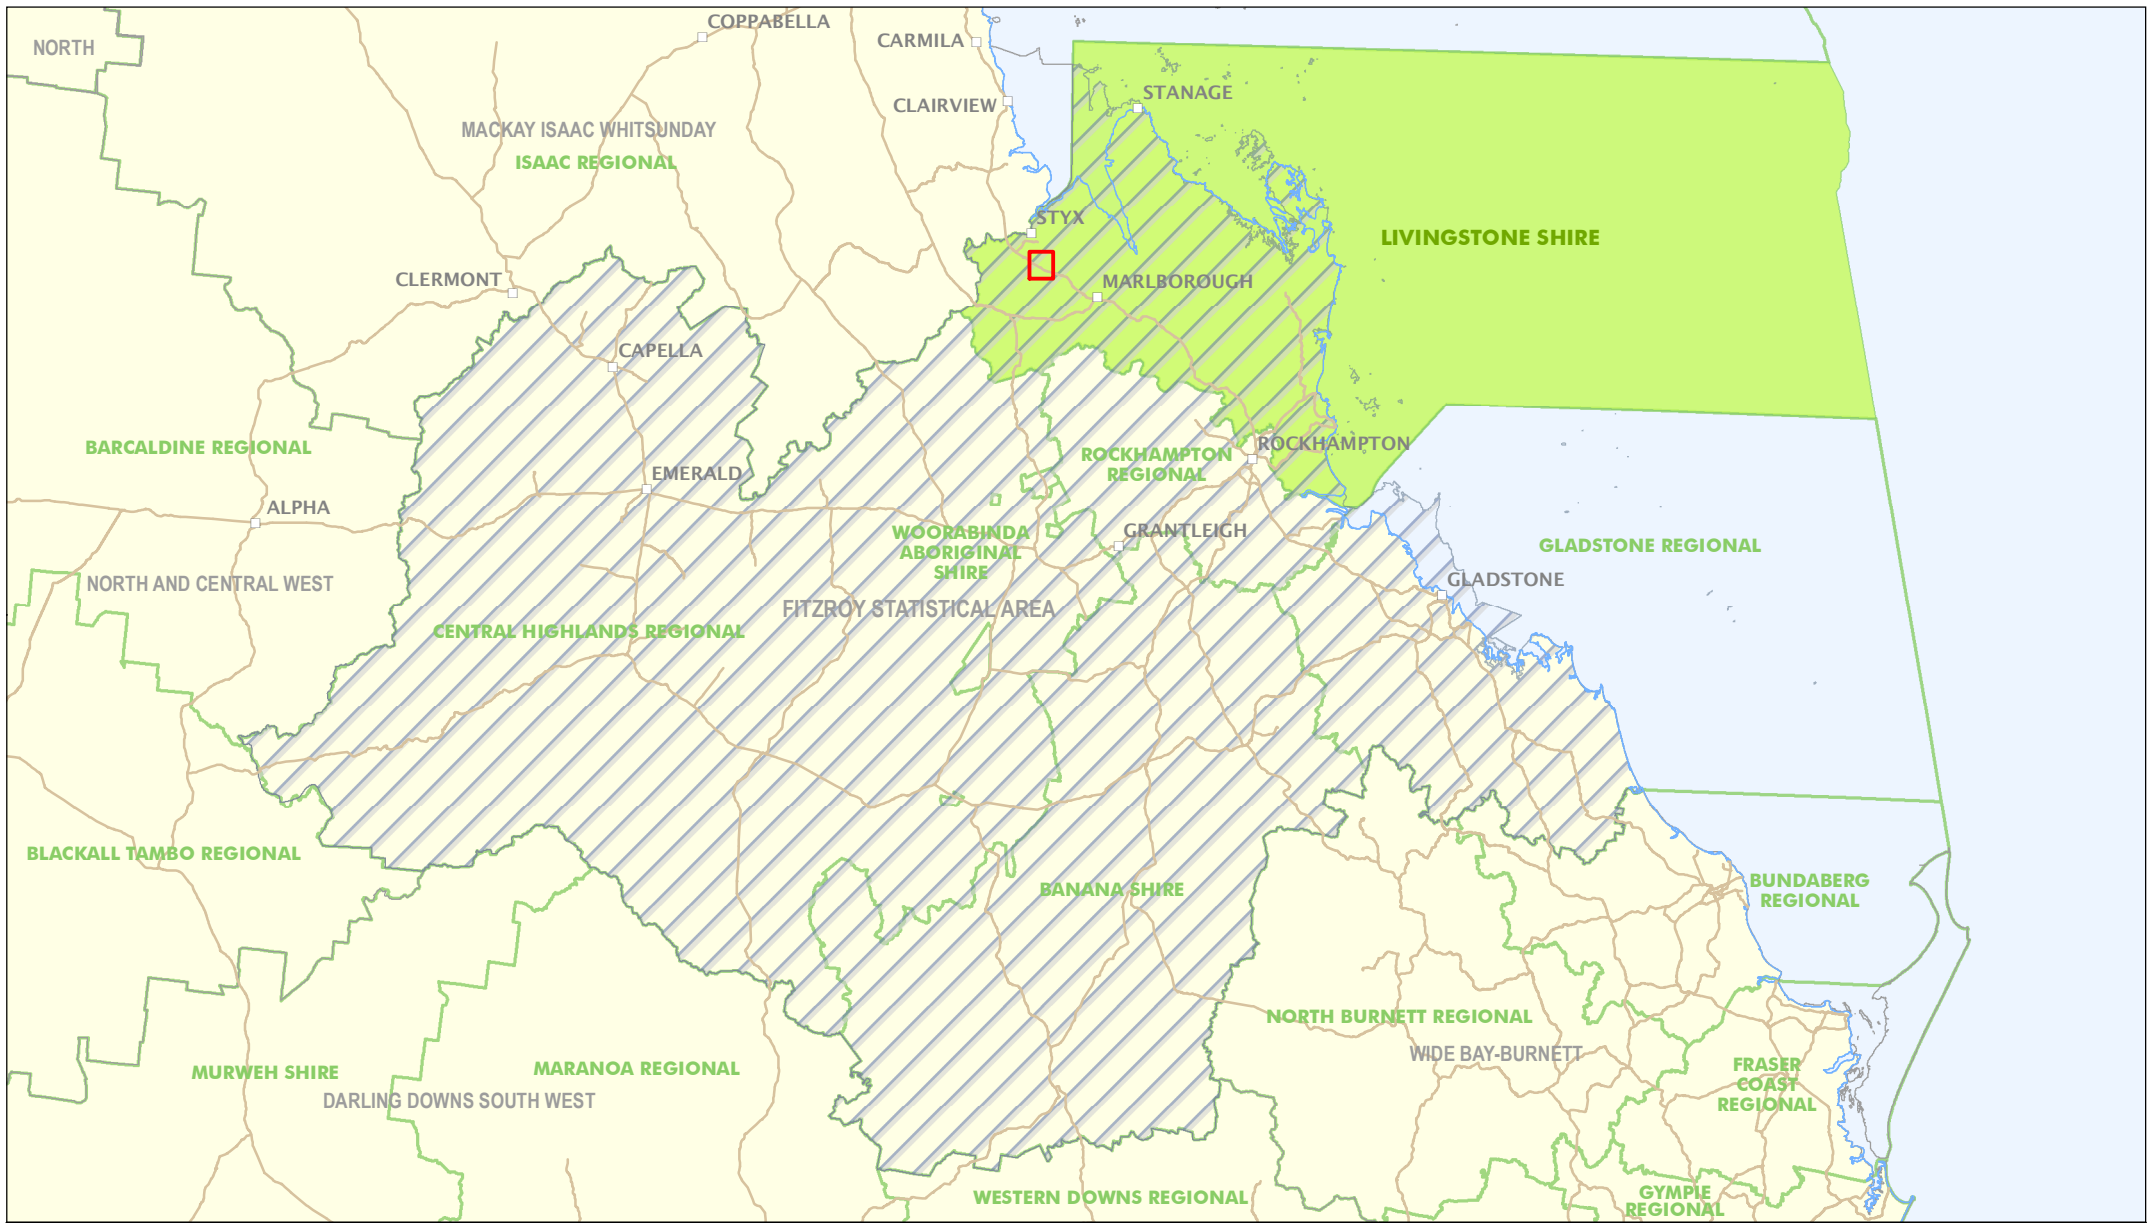 COPPABELLA
CARMILA
NORTH
STANAGE
CLAIRVIEW
MACKAY ISAAC WHITSUNDAY
ISAAC REGIONAL
STYX
LIVINGSTONE SHIRE
CLERMONT
MARLBOROUGH
CAPELLA
ROCKHAMPTON
BARCALDINE REGIONAL
ROCKHAMPTON
REGIONAL
EMERALD
ALPHA
GRANTLEIGH
WOORABINDA
ABORIGINAL
SHIRE
GLADSTONE REGIONAL
GLADSTONE
NORTH AND CENTRAL WEST
FITZROY STATISTICAL AREA
CENTRAL HIGHLANDS REGIONAL
BLACKALL TAMBO REGIONAL
BANANA SHIRE
BUNDABERG
REGIONAL
NORTH BURNETT REGIONAL
WIDE BAY-BURNETT
MURWEH SHIRE
MARANOA REGIONAL
FRASER
COAST
REGIONAL
DARLING DOWNS SOUTH WEST
WESTERN DOWNS REGIONAL
GYMPIE
REGIONAL